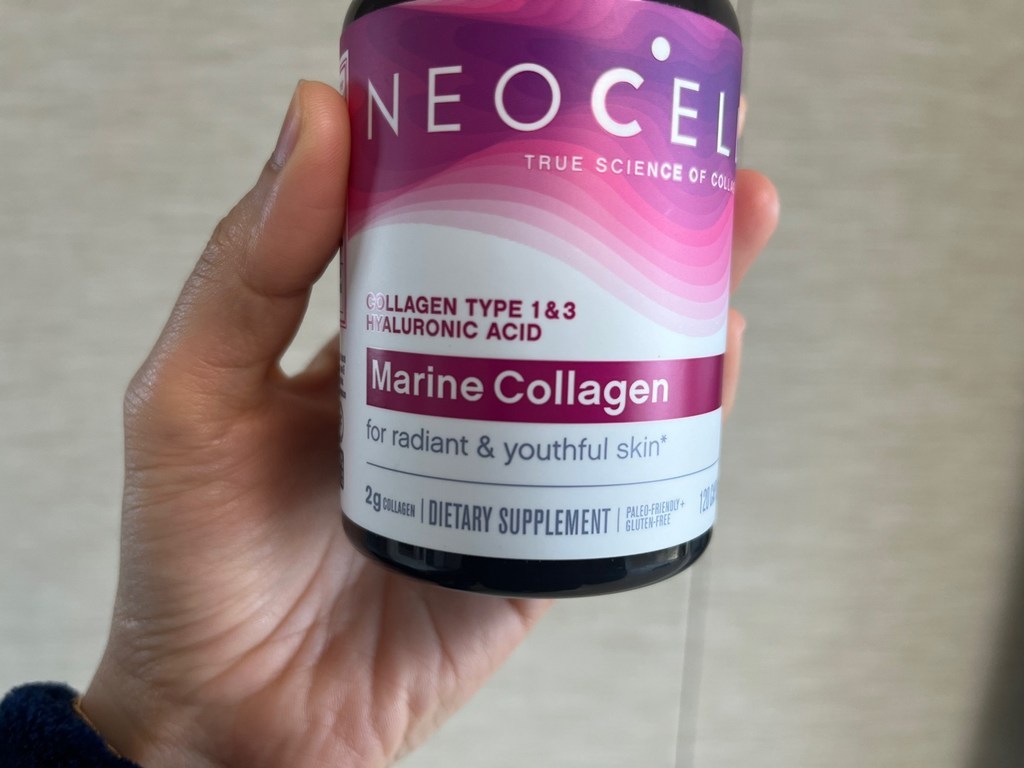 NEOCEL
TRUE SCIENCE OF
COLLAGEN TYPE 1 & 3
HYALURONIC ACID
Marine Collagen
for radiant & youthful skin*
2g COLLAGEN | DIETARY SUPPLEMENT | PALEO-FRIENDLY+
GLUTEN-FREE
120